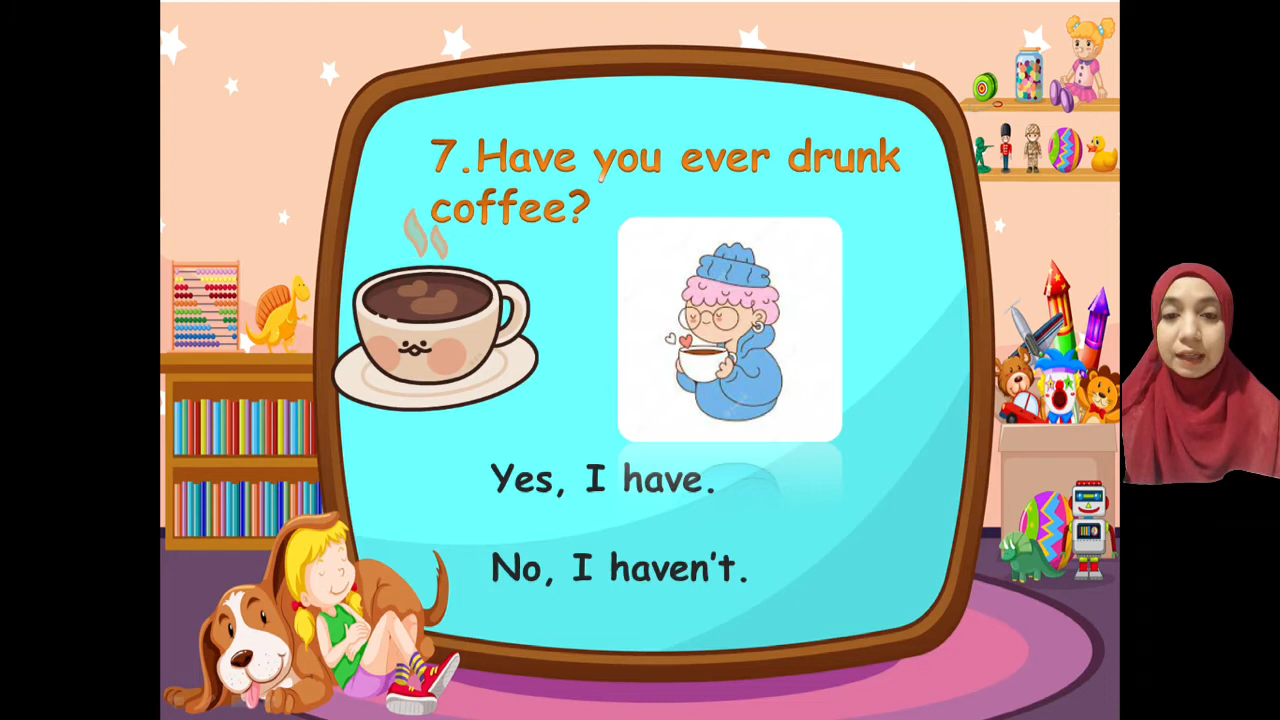 7.Have you ever drunk
coffee?
Yes, I have.
No, I haven't.